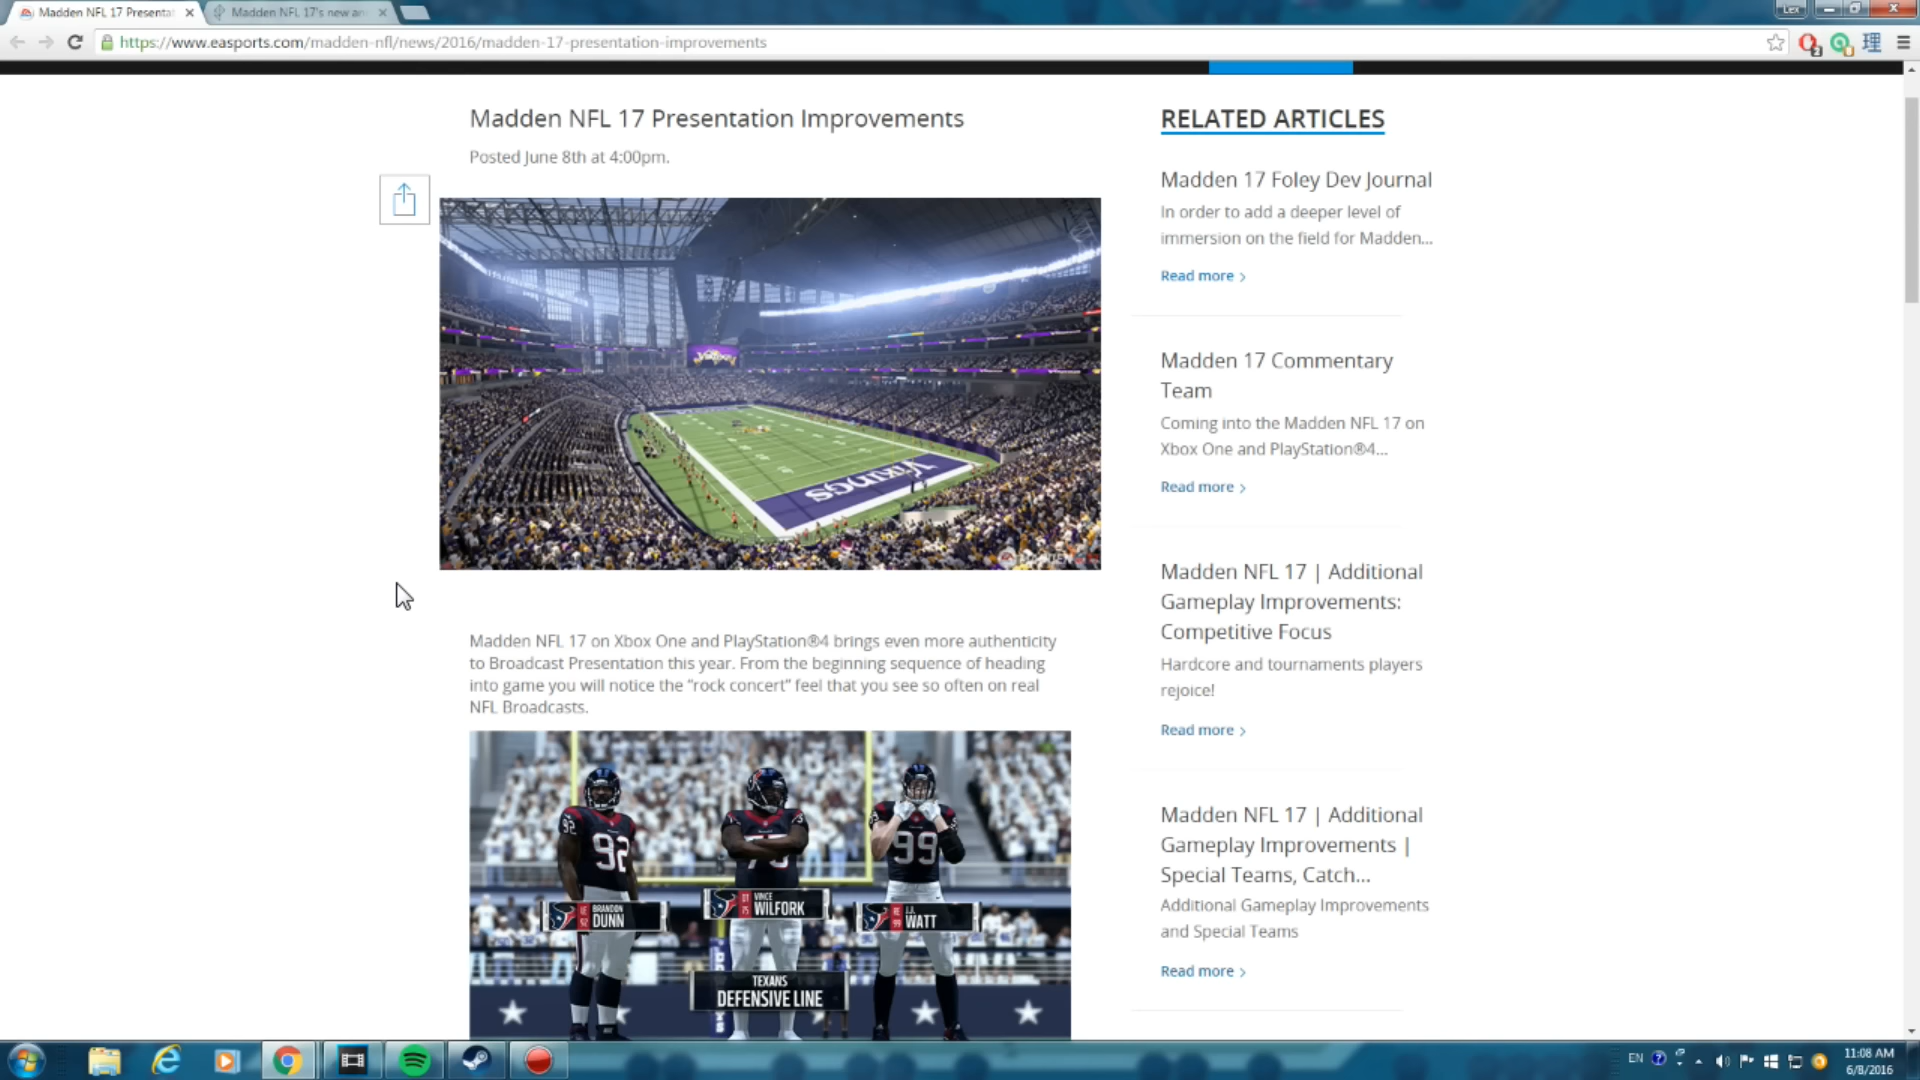 Madden NFL 17 Presenta
Madden NFL 17's new an
Lex
https://www.easports.com/madden-nfl/news/2016/madden-17-presentation-improvements
理
Madden NFL 17 Presentation Improvements
Posted June 8th at 4:00pm.
VIKINGS
Madden NFL 17 on Xbox One and PlayStation®4 brings even more authenticity
to Broadcast Presentation this year. From the beginning sequence of heading
into game you will notice the "rock concert" feel that you see so often on real
NFL Broadcasts.
92
92
99
BRANDON
DUNN
VINCE
WILFORK
J.J.
WATT
TEXANS
DEFENSIVE LINE
RELATED ARTICLES
Madden 17 Foley Dev Journal
In order to add a deeper level of
immersion on the field for Madden...
Read more >
Madden 17 Commentary
Team
Coming into the Madden NFL 17 on
Xbox One and PlayStation®4...
Read more >
Madden NFL 17 | Additional
Gameplay Improvements:
Competitive Focus
Hardcore and tournaments players
rejoice!
Read more >
Madden NFL 17 | Additional
Gameplay Improvements |
Special Teams, Catch...
Additional Gameplay Improvements
and Special Teams
Read more >
EN
11:08 AM
6/8/2016